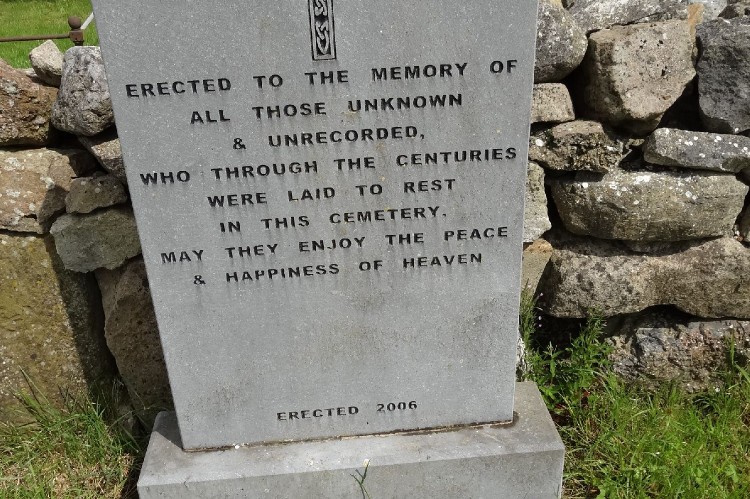 ERECTED TO THE MEMORY OF
ALL THOSE UNKNOWN
& UNRECORDED,
WHO THROUGH THE CENTURIES
WERE LAID TO REST
IN THIS CEMETERY.
MAY THEY ENJOY THE PEACE
& HAPPINESS OF HEAVEN
ERECTED 2006